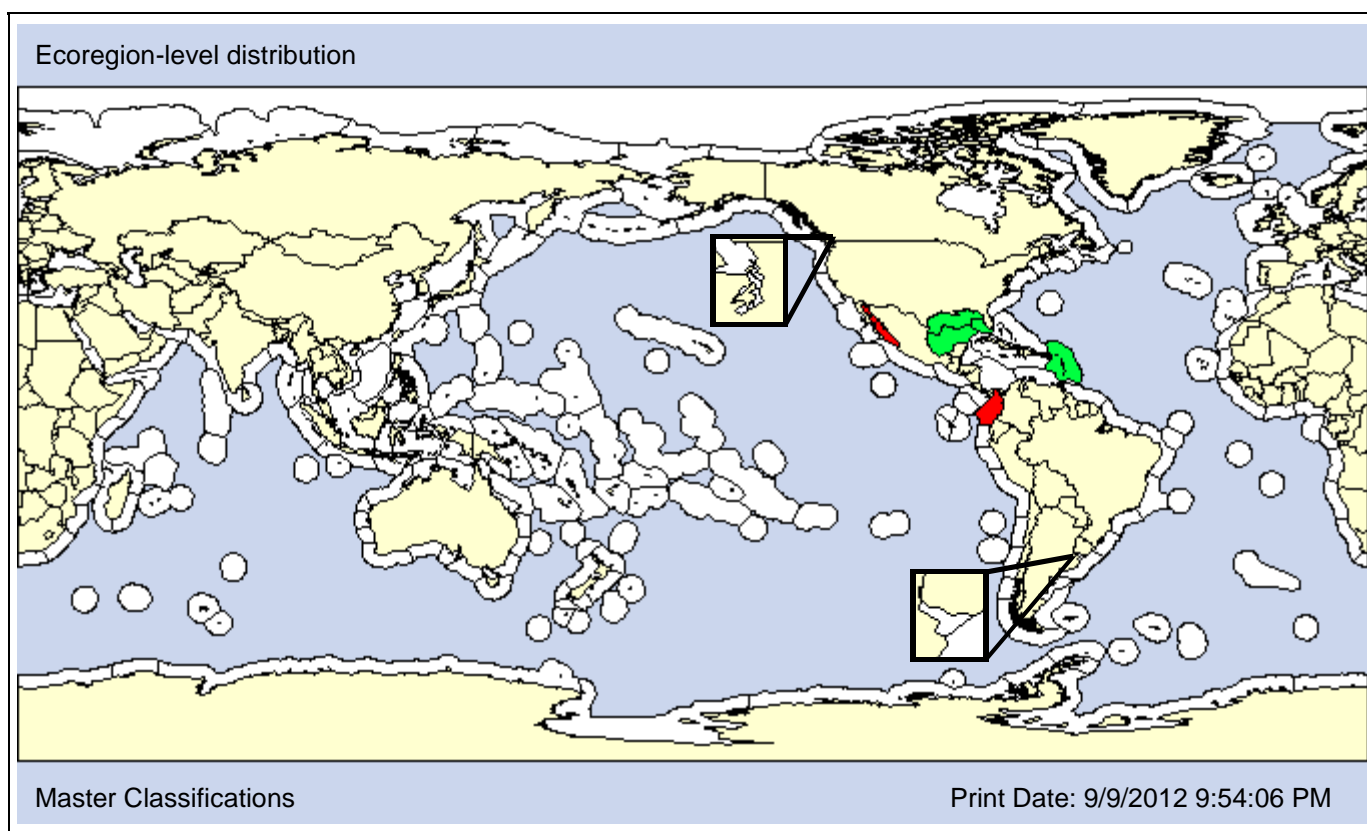 Ecoregion-level distribution
Master Classifications
Print Date: 9/9/2012 9:54:06 PM